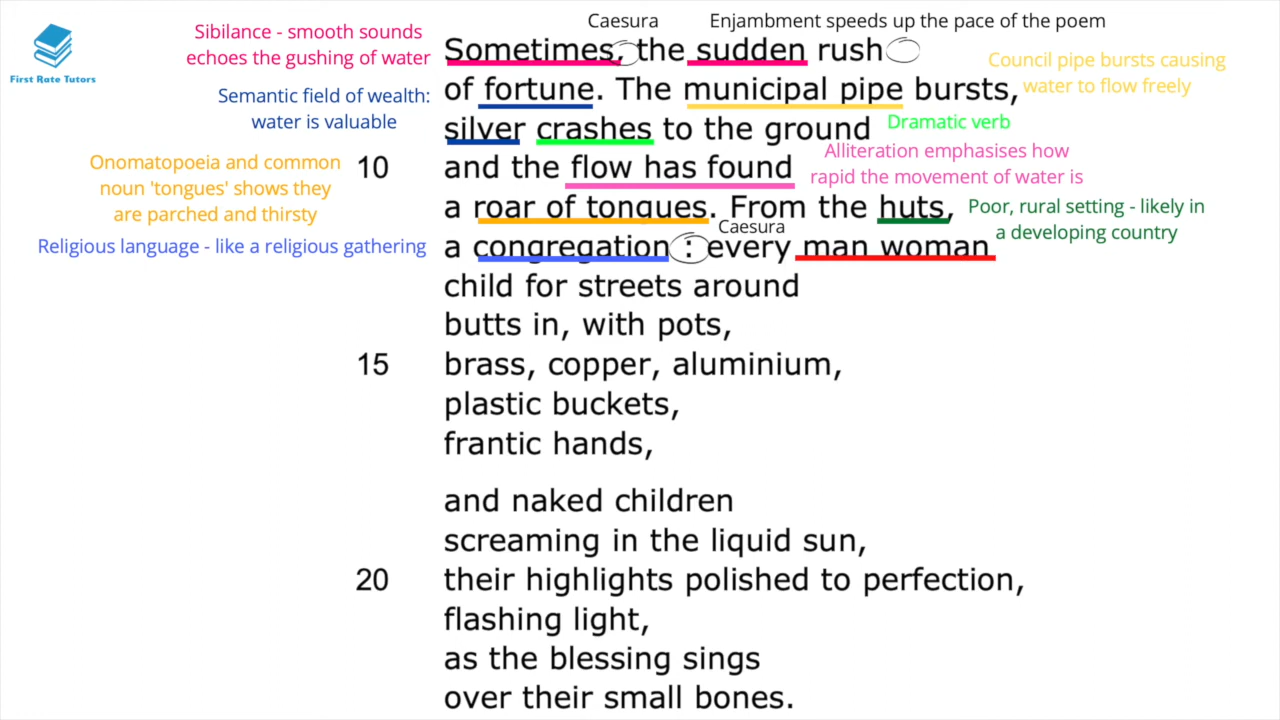 Caesura
Enjambment speeds up the pace of the poem
Sibilance - smooth sounds
echoes the gushing of water
First Rate Tutors
Sometimes, the sudden rush
Council pipe bursts causing
water to flow freely
Semantic field of wealth:
water is valuable
of fortune. The municipal pipe bursts,
silver crashes to the ground
Dramatic verb
Onomatopoeia and common
noun 'tongues' shows they
are parched and thirsty
10
and the flow has found
Alliteration emphasises how
rapid the movement of water is
a roar of tongues. From the huts,
Poor, rural setting - likely in
a developing country
Caesura
Religious language - like a religious gathering
a congregation : every man woman
child for streets around
butts in, with pots,
15
brass, copper, aluminium,
plastic buckets,
frantic hands,
and naked children
screaming in the liquid sun,
20
their highlights polished to perfection,
flashing light,
as the blessing sings
over their small bones.